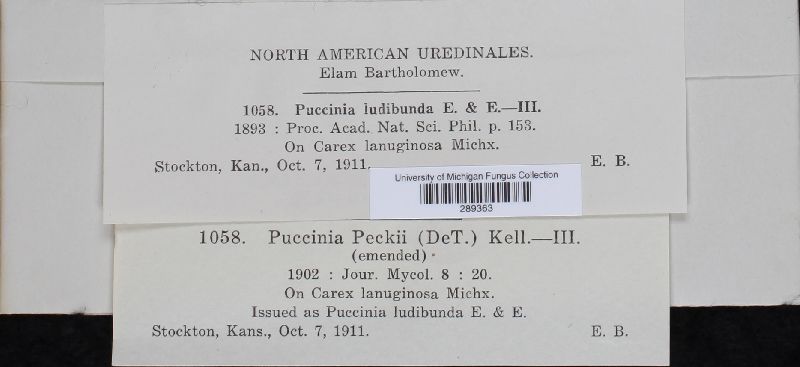 NORTH AMERICAN UREDINALES.
Elam Bartholomew.
1058. Puccinia ludibunda E. & E.—III.
1893 : Proc. Acad. Nat. Sci. Phil. p. 153.
On Carex lanuginosa Michx.
Stockton, Kan., Oct. 7, 1911. E. B.
University of Michigan Fungus Collection
289363
1058. Puccinia Peckii (DeT.) Kell.—III.
(emended)
1902 : Jour. Mycol. 8 : 20.
On Carex lanuginosa Michx.
Issued as Puccinia ludibunda E. & E.
Stockton, Kans., Oct. 7, 1911. E. B.